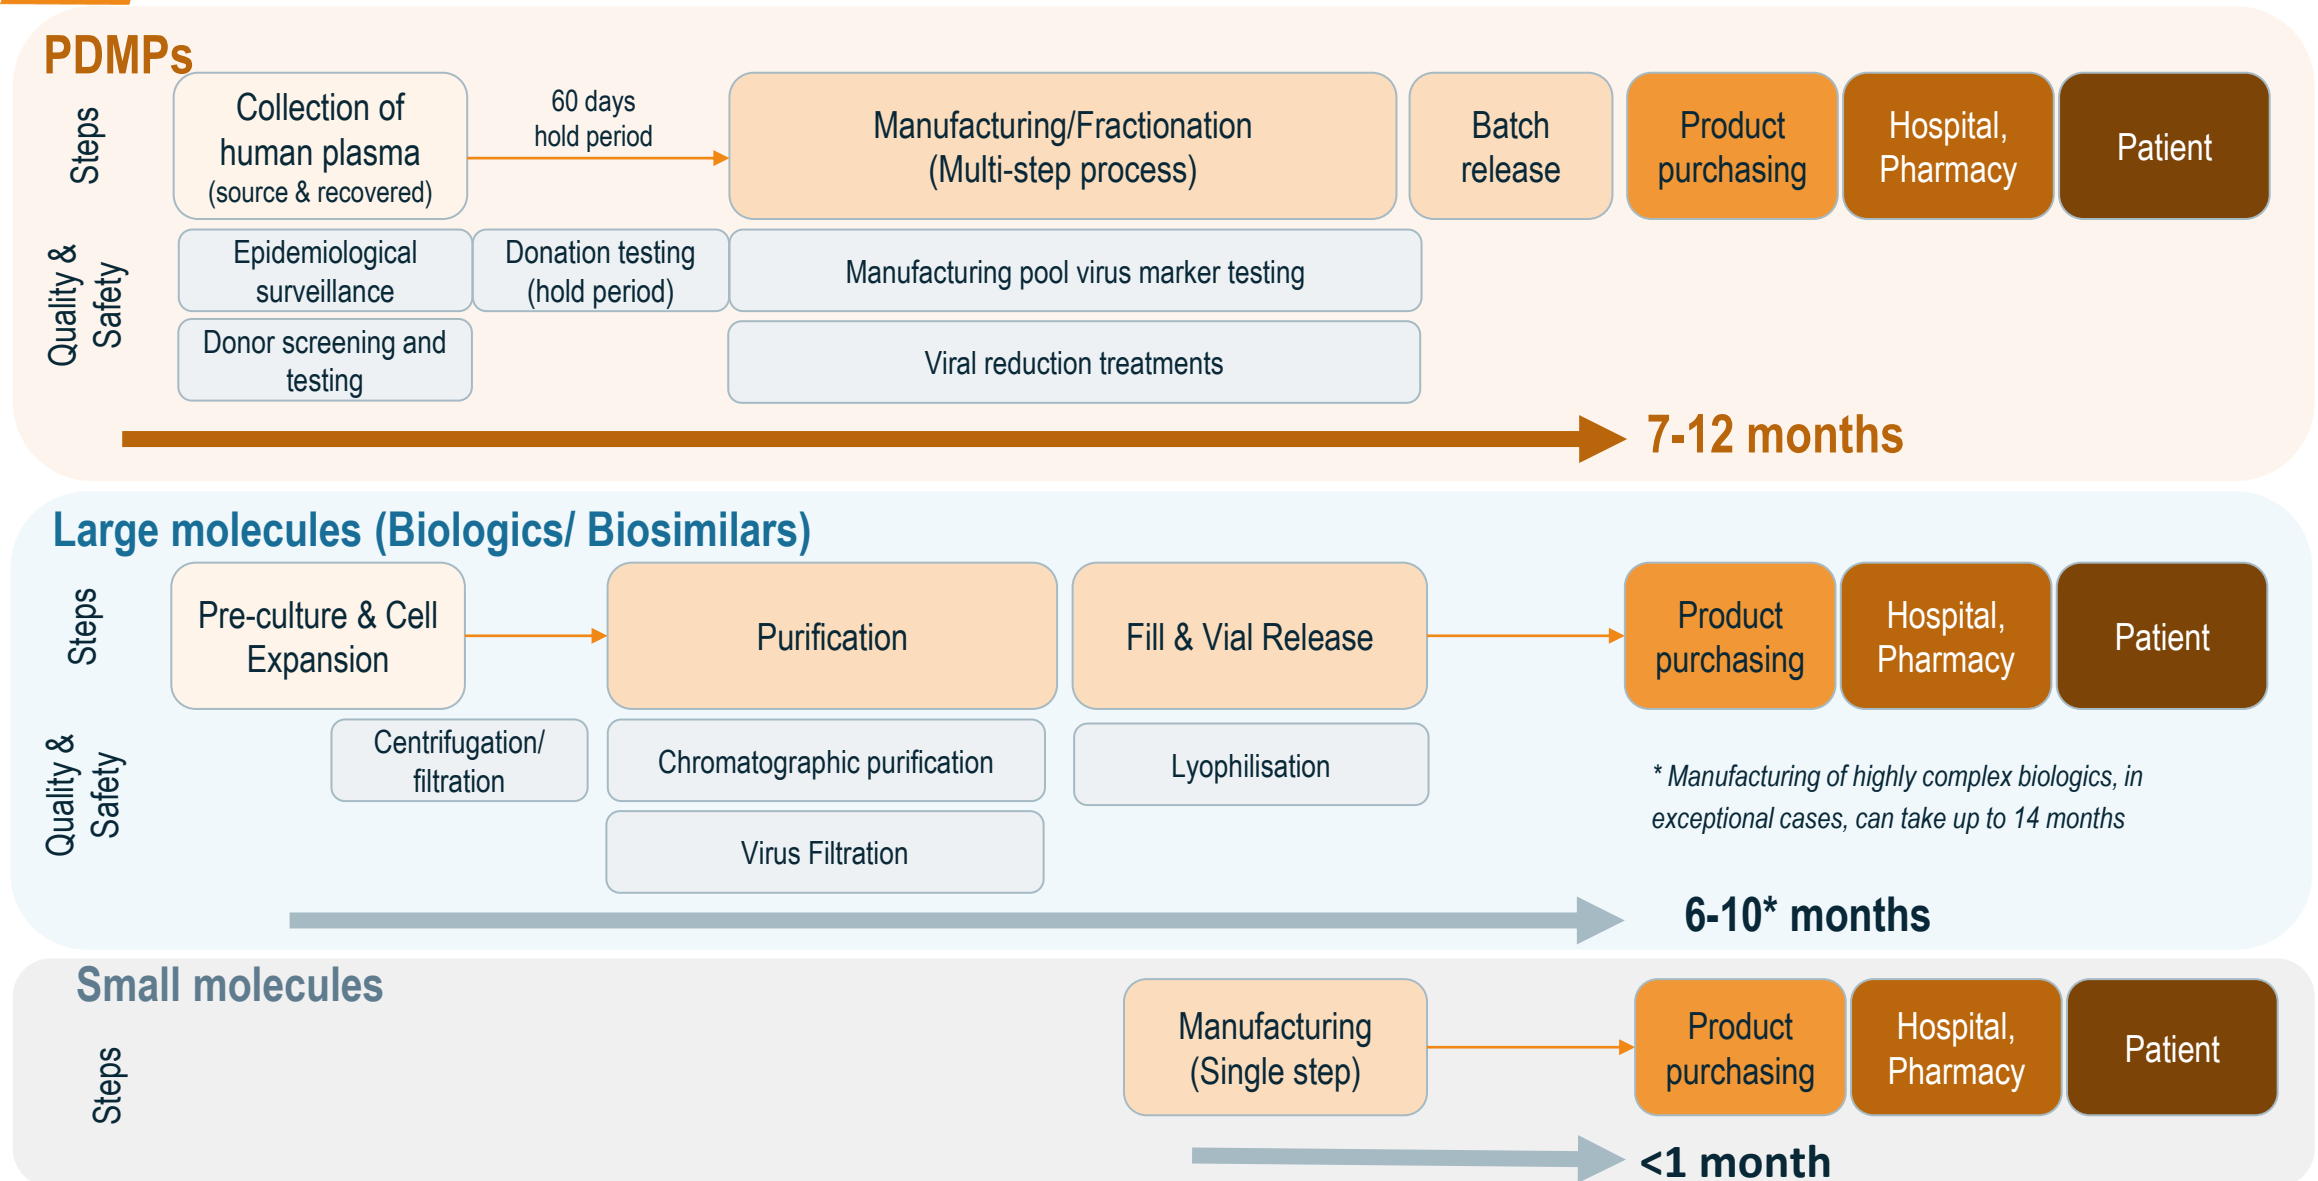 PDMPs
Steps
Collection of
human plasma
(source & recovered)
60 days
hold period
Manufacturing/Fractionation
(Multi-step process)
Batch
release
Product
purchasing
Hospital,
Pharmacy
Patient
Quality &
Safety
Epidemiological
surveillance
Donation testing
(hold period)
Manufacturing pool virus marker testing
Donor screening and
testing
Viral reduction treatments
7-12 months
Large molecules (Biologics/ Biosimilars)
Steps
Pre-culture & Cell
Expansion
Purification
Fill & Vial Release
Product
purchasing
Hospital,
Pharmacy
Patient
Quality &
Safety
Centrifugation/
filtration
Chromatographic purification
Lyophilisation
Virus Filtration
* Manufacturing of highly complex biologics, in
exceptional cases, can take up to 14 months
6-10* months
Small molecules
Steps
Manufacturing
(Single step)
Product
purchasing
Hospital,
Pharmacy
Patient
<1 month